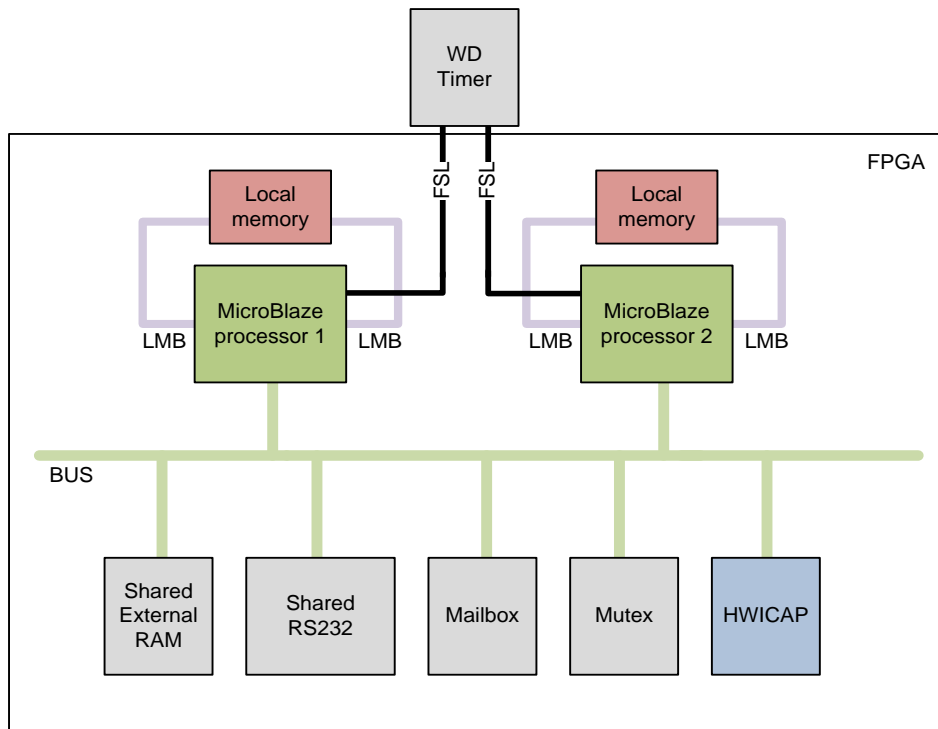 WD
Timer
FPGA
FSL
FSL
Local
memory
Local
memory
MicroBlaze
processor 1
MicroBlaze
processor 2
LMB
LMB
LMB
LMB
BUS
Shared
External
RAM
Shared
RS232
Mailbox
Mutex
HWICAP